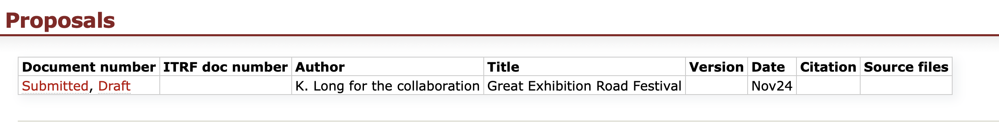 Proposals
Document number ITRF doc number Author Title Version Date Citation Source files
Submitted, Draft K. Long for the collaboration Great Exhibition Road Festival Nov24